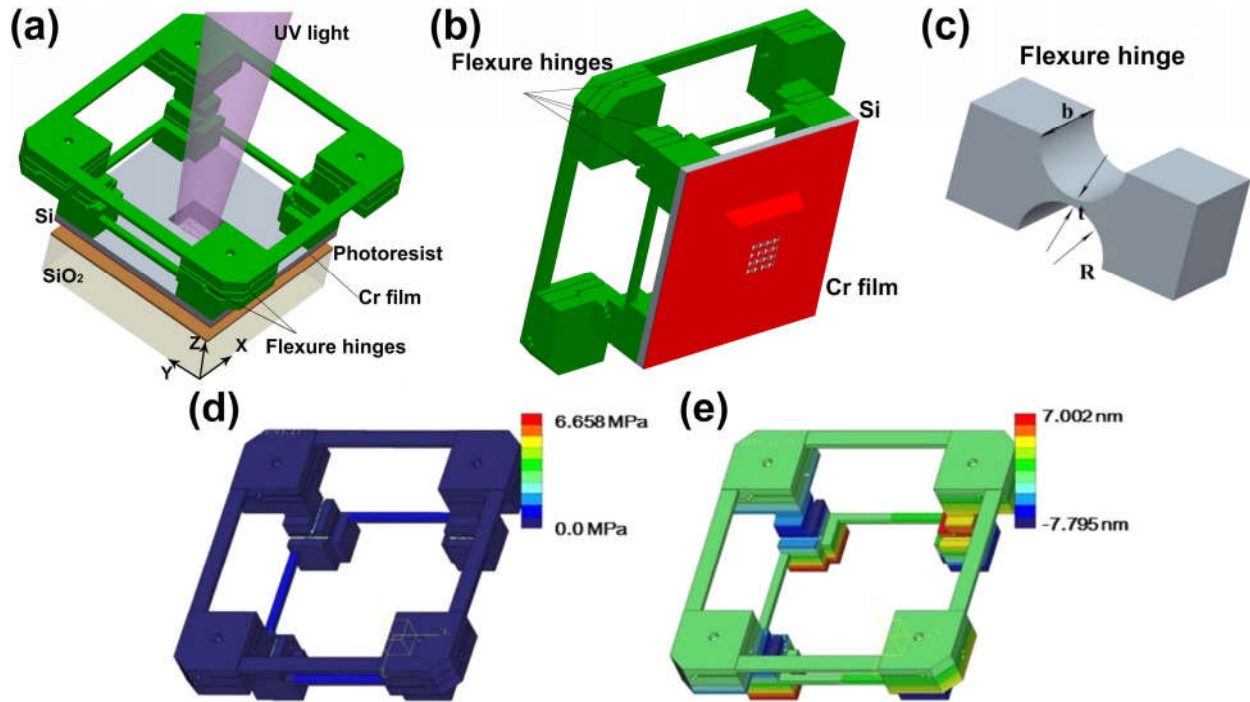 (a)
UV light
Si
SiO2
Photoresist
Cr film
Flexure hinges
Z
X
Y
(b)
Flexure hinges
Si
Cr film
(c)
Flexure hinge
b
t
R
(d)
6.658 MPa
0.0 MPa
(e)
7.002 nm
-7.795 nm